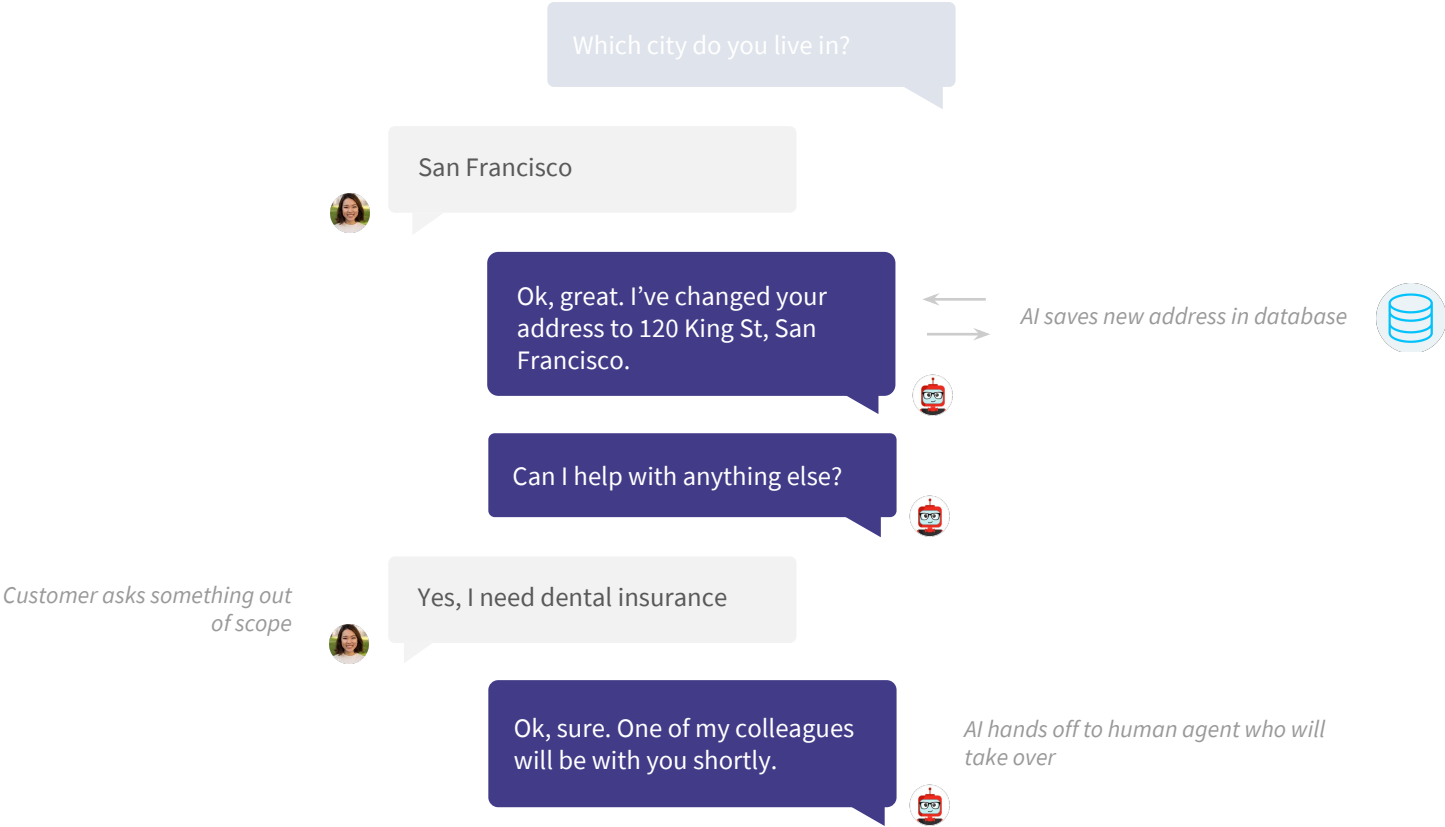 Which city do you live in?
San Francisco
Ok, great. I’ve changed your
address to 120 King St, San
Francisco.
AI saves new address in database
Can I help with anything else?
Customer asks something out
of scope
Yes, I need dental insurance
Ok, sure. One of my colleagues
will be with you shortly.
AI hands off to human agent who will
take over